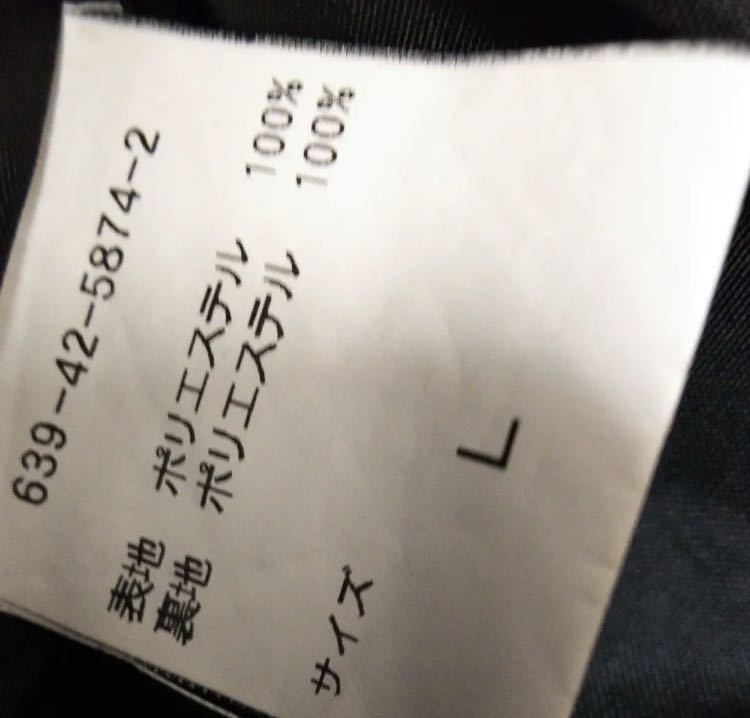 639-42-5874-2
表地 ポリエステル 100%
裏地 ポリエステル 100%
サイズ L